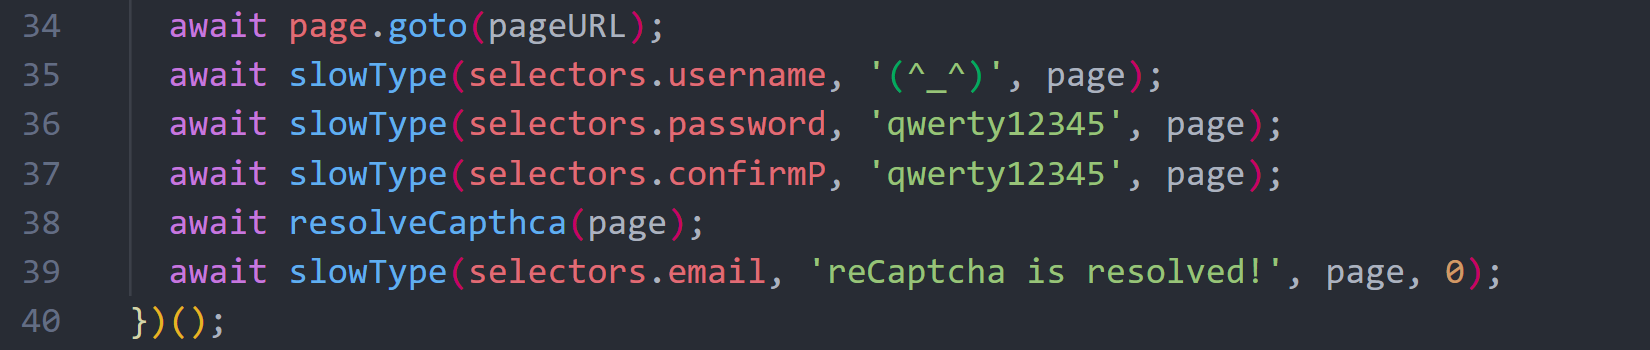 34 await page.goto(pageURL);
35 await slowType(selectors.username, '(^_^)', page);
36 await slowType(selectors.password, 'qwerty12345', page);
37 await slowType(selectors.confirmP, 'qwerty12345', page);
38 await resolveCapthca(page);
39 await slowType(selectors.email, 'reCaptcha is resolved!', page, 0);
40 })();